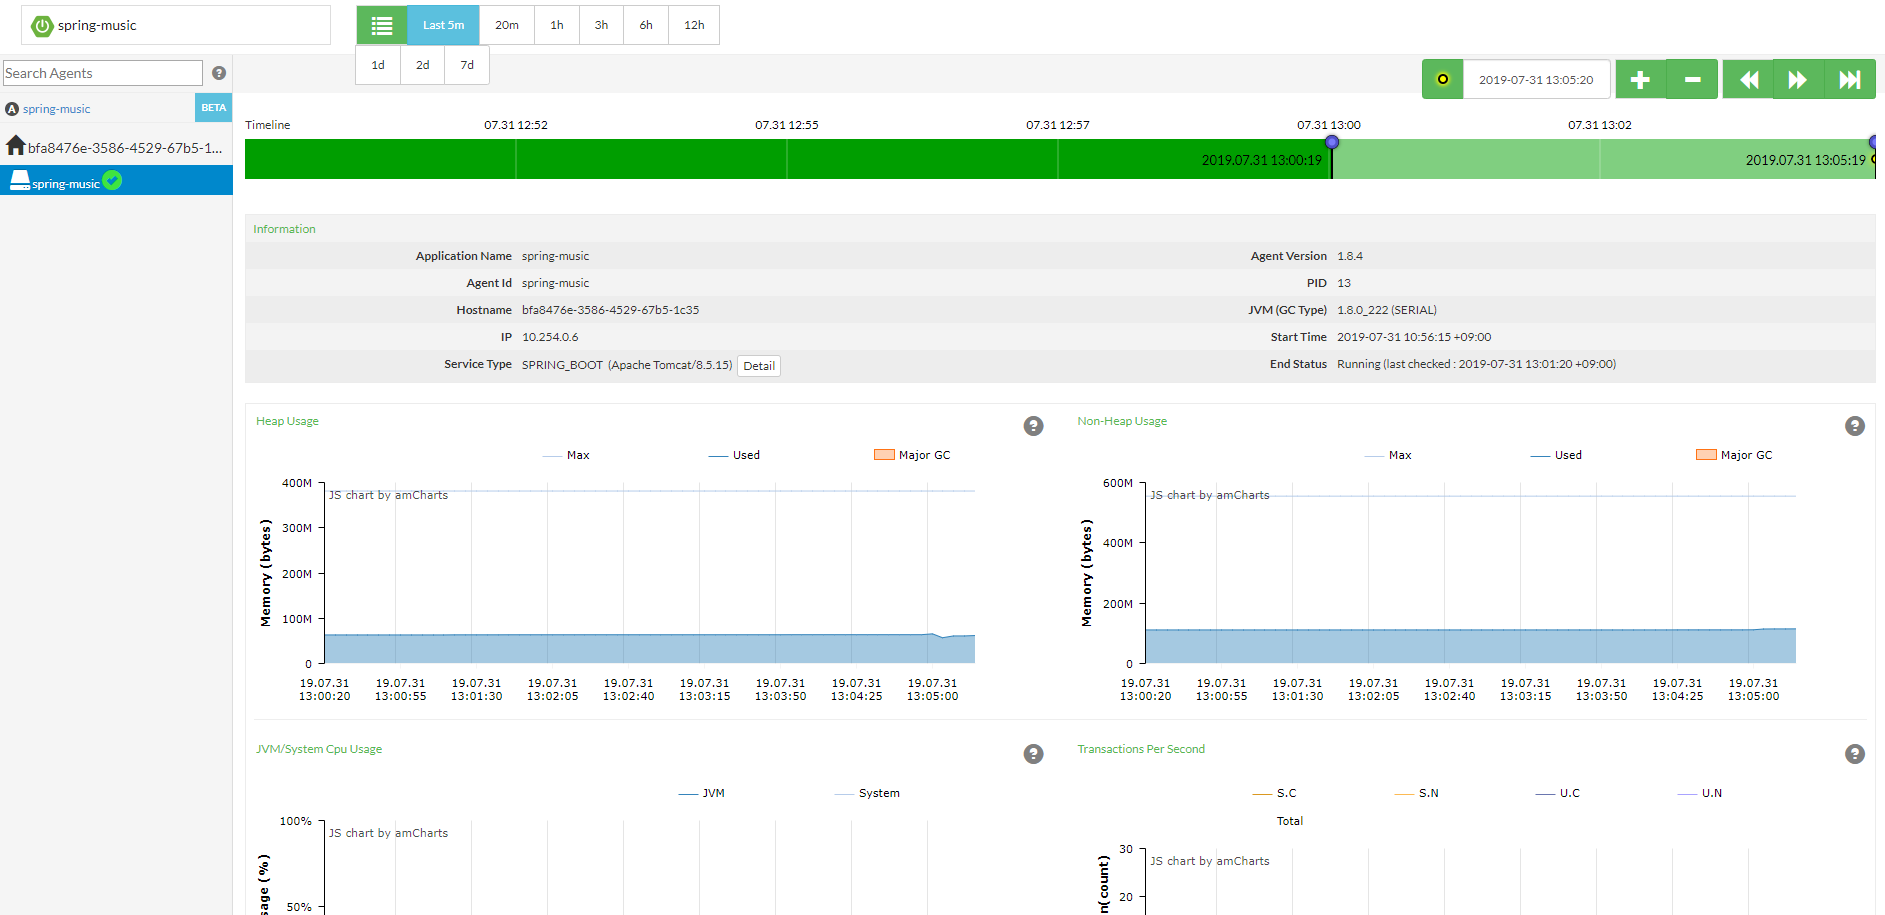 spring-music
Last 5m 20m 1h 3h 6h 12h
1d 2d 7d
Search Agents ?
2019-07-31 13:05:20
A spring-music BETA
bfa8476e-3586-4529-67b5-1...
spring-music
Timeline 07.31 12:52 07.31 12:55 07.31 12:57 07.31 13:00 07.31 13:02
2019.07.31 13:00:19 2019.07.31 13:05:19
Information
Application Name spring-music Agent Version 1.8.4
Agent Id spring-music PID 13
Hostname bfa8476e-3586-4529-67b5-1c35 JVM (GC Type) 1.8.0_222 (SERIAL)
IP 10.254.0.6 Start Time 2019-07-31 10:56:15 +09:00
Service Type SPRING_BOOT (Apache Tomcat/8.5.15) Detail End Status Running (last checked : 2019-07-31 13:01:20 +09:00)
Heap Usage ?
Max Used Major GC
JS chart by amCharts
Memory (bytes)
400M
300M
200M
100M
0
19.07.31 19.07.31 19.07.31 19.07.31 19.07.31 19.07.31 19.07.31 19.07.31 19.07.31
13:00:20 13:00:55 13:01:30 13:02:05 13:02:40 13:03:15 13:03:50 13:04:25 13:05:00
Non-Heap Usage ?
Max Used Major GC
JS chart by amCharts
Memory (bytes)
600M
400M
200M
0
19.07.31 19.07.31 19.07.31 19.07.31 19.07.31 19.07.31 19.07.31 19.07.31 19.07.31
13:00:20 13:00:55 13:01:30 13:02:05 13:02:40 13:03:15 13:03:50 13:04:25 13:05:00
JVM/System Cpu Usage ?
JVM System
100%
JS chart by amCharts
50%
sage (%)
Transactions Per Second ?
S.C S.N U.C U.N
Total
30
JS chart by amCharts
20
n(count)